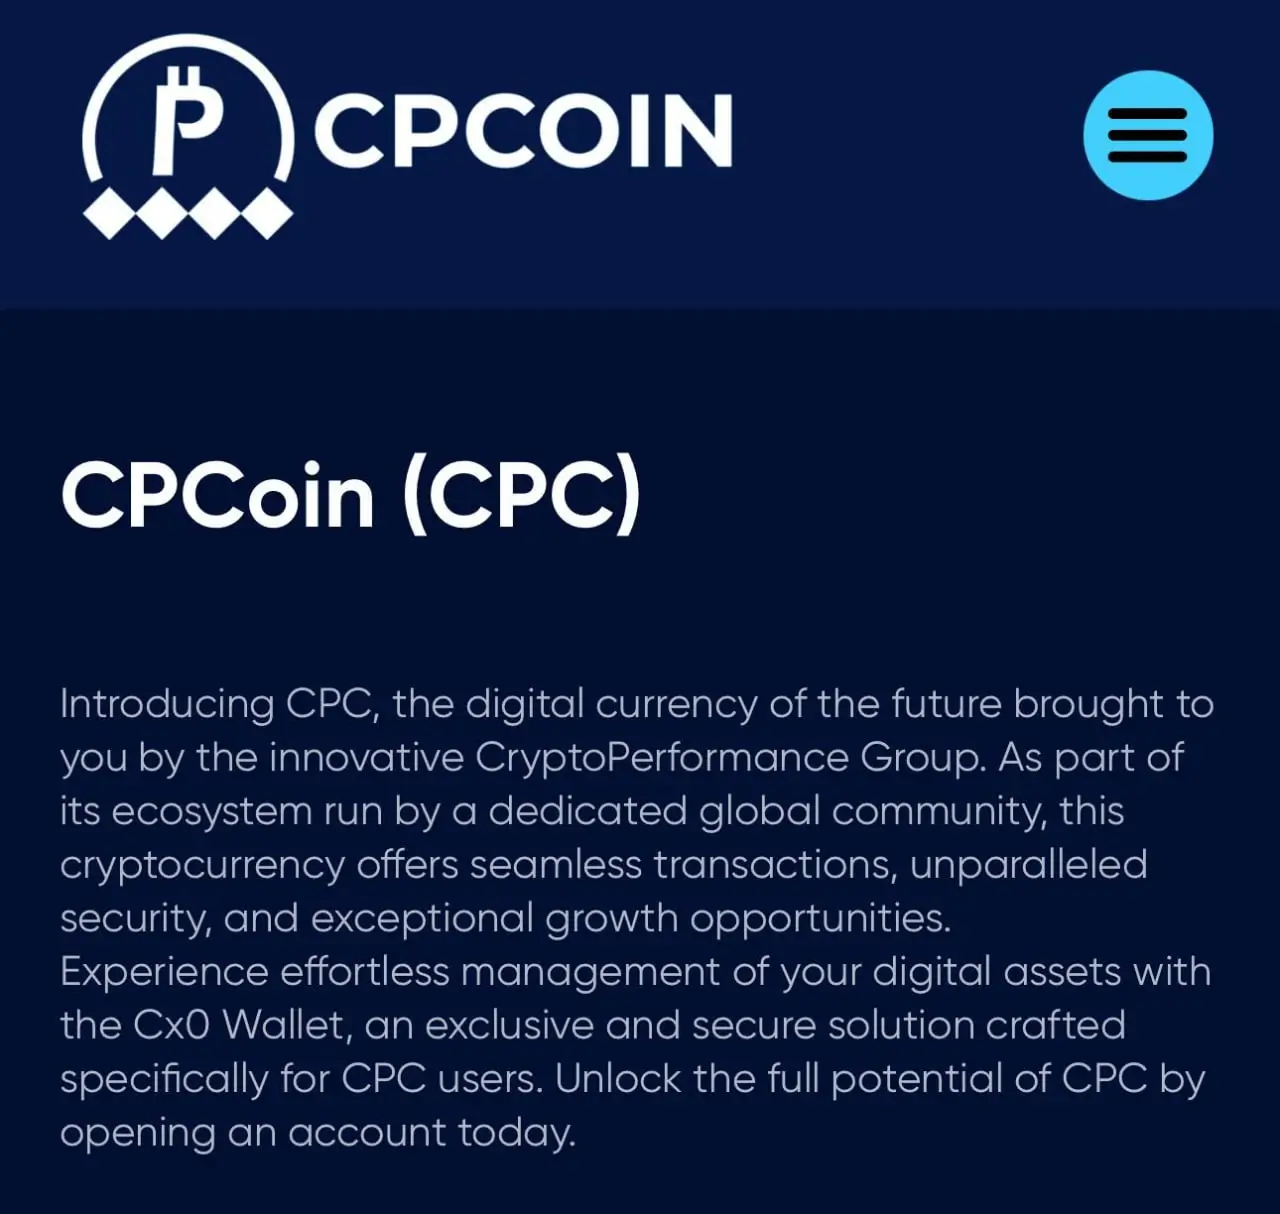 CPCOIN
CPCoin (CPC)
Introducing CPC, the digital currency of the future brought to
you by the innovative CryptoPerformance Group. As part of
its ecosystem run by a dedicated global community, this
cryptocurrency offers seamless transactions, unparalleled
security, and exceptional growth opportunities.
Experience effortless management of your digital assets with
the Cx0 Wallet, an exclusive and secure solution crafted
specifically for CPC users. Unlock the full potential of CPC by
opening an account today.